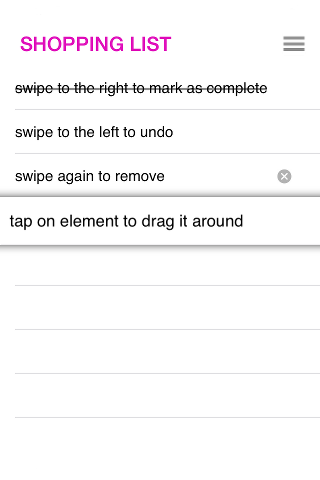 SHOPPING LIST
swipe to the right to mark as complete
swipe to the left to undo
swipe again to remove
tap on element to drag it around